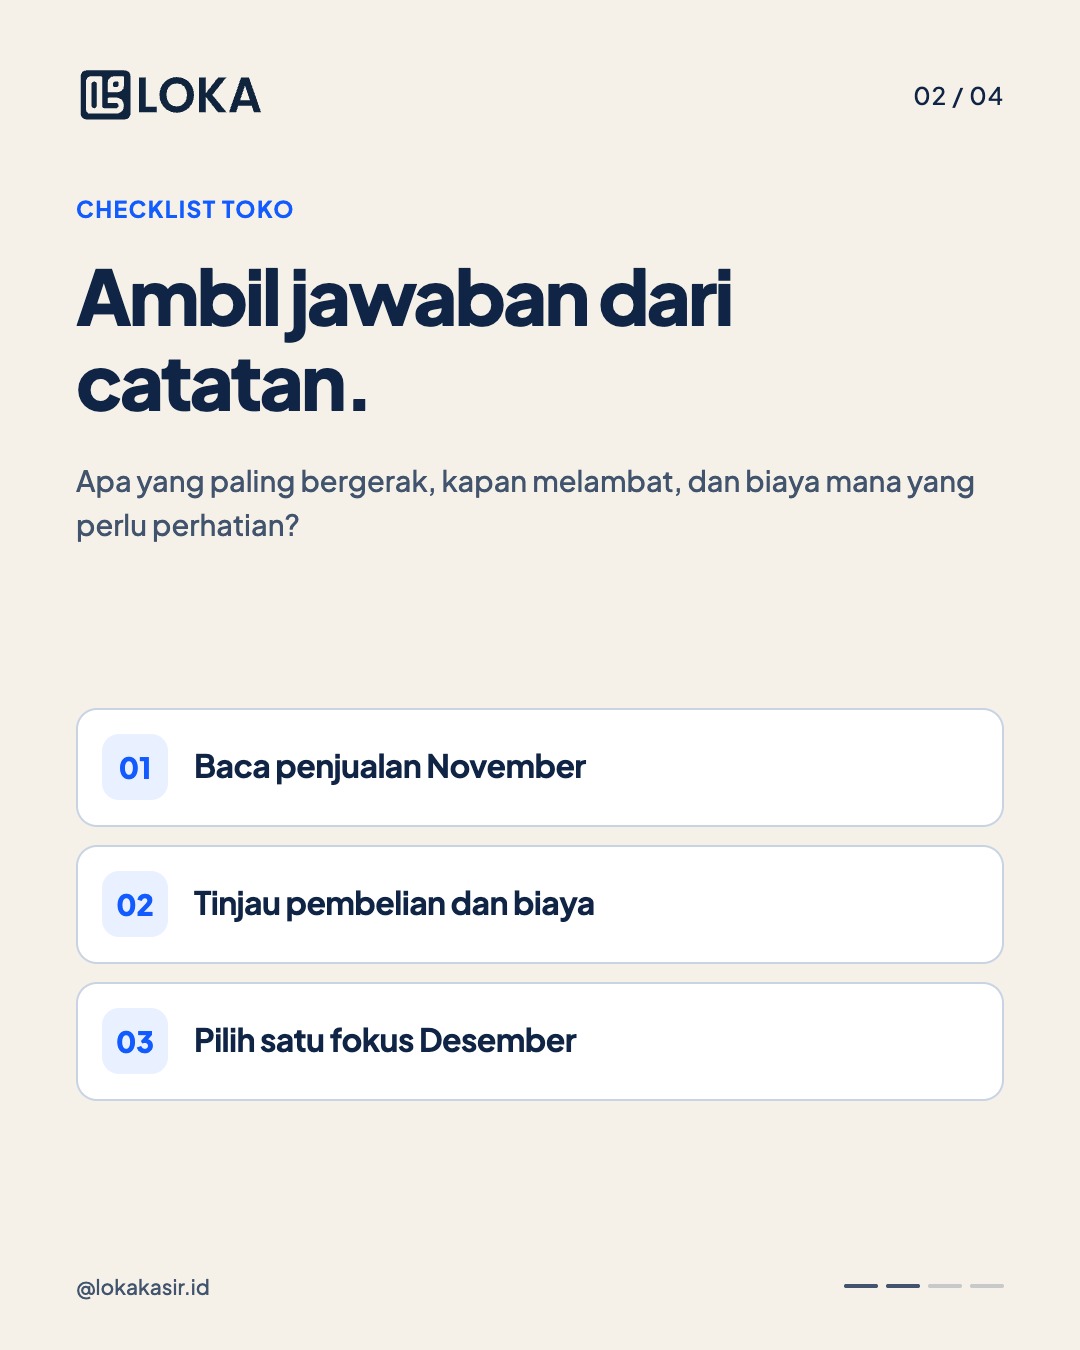 LOKA
02 / 04
CHECKLIST TOKO
Ambil jawaban dari
catatan.
Apa yang paling bergerak, kapan melambat, dan biaya mana yang
perlu perhatian?
01 Baca penjualan November
02 Tinjau pembelian dan biaya
03 Pilih satu fokus Desember
@lokakasir.id